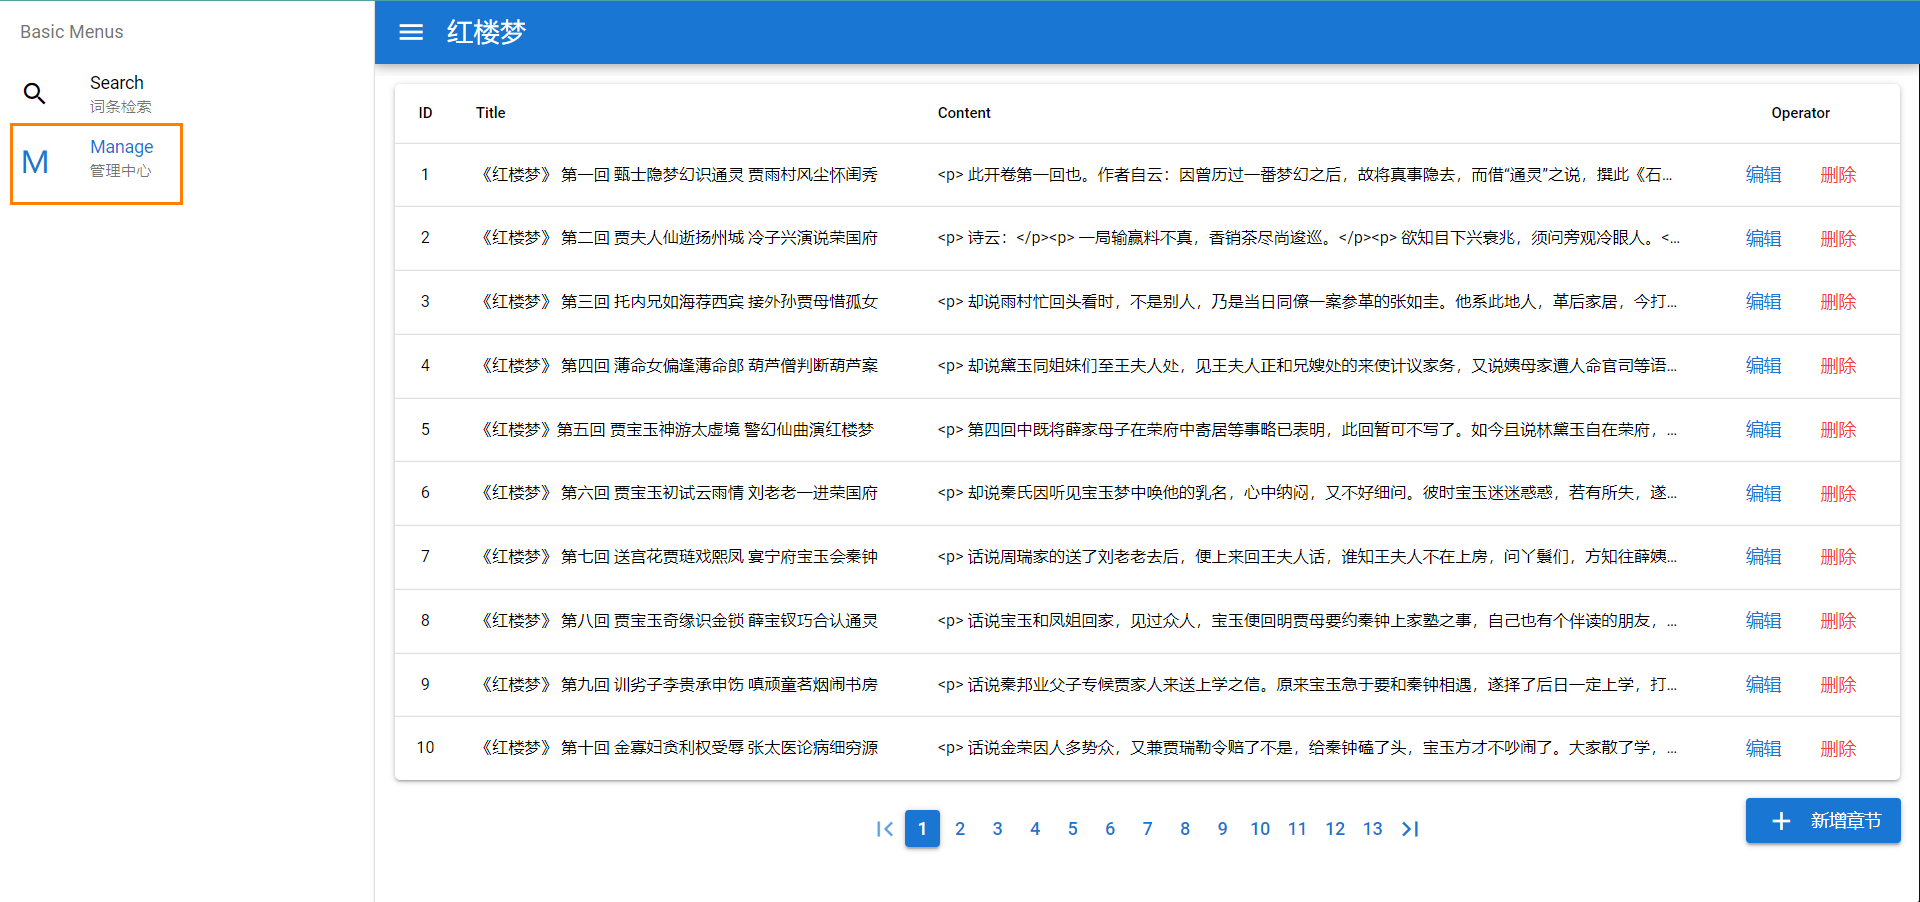 Basic Menus
Search
词条检索
M
Manage
管理中心
红楼梦
ID Title Content Operator
1 《红楼梦》 第一回 甄士隐梦幻识通灵 贾雨村风尘怀闺秀 <p> 此开卷第一回也。作者自云：因曾历过一番梦幻之后，故将真事隐去，而借“通灵”之说，撰此《石... 编辑 删除
2 《红楼梦》 第二回 贾夫人仙逝扬州城 冷子兴演说荣国府 <p> 诗云：</p><p> 一局输赢料不真，香销茶尽尚逡巡。</p><p> 欲知目下兴衰兆，须问旁观冷眼人。<... 编辑 删除
3 《红楼梦》 第三回 托内兄如海荐西宾 接外孙贾母惜孤女 <p> 却说雨村忙回头看时，不是别人，乃是当日同僚一案参革的张如圭。他系此地人，革后家居，今打... 编辑 删除
4 《红楼梦》 第四回 薄命女偏逢薄命郎 葫芦僧判断葫芦案 <p> 却说黛玉同姐妹们至王夫人处，见王夫人正和兄嫂处的来使计议家务，又说姨母家遭人命官司等语... 编辑 删除
5 《红楼梦》第五回 贾宝玉神游太虚境 警幻仙曲演红楼梦 <p> 第四回中既将薛家母子在荣府中寄居等事略已表明，此回暂可不写了。如今且说林黛玉自在荣府，... 编辑 删除
6 《红楼梦》 第六回 贾宝玉初试云雨情 刘老老一进荣国府 <p> 却说秦氏因听见宝玉梦中唤他的乳名，心中纳闷，又不好细问。彼时宝玉迷迷惑惑，若有所失，遂... 编辑 删除
7 《红楼梦》 第七回 送宫花贾琏戏熙凤 宴宁府宝玉会秦钟 <p> 话说周瑞家的送了刘老老去后，便上来回王夫人话，谁知王夫人不在上房，问丫鬟们，方知往薛姨... 编辑 删除
8 《红楼梦》 第八回 贾宝玉奇缘识金锁 薛宝钗巧合认通灵 <p> 话说宝玉和凤姐回家，见过众人，宝玉便回明贾母要约秦钟上家塾之事，自己也有个伴读的朋友，... 编辑 删除
9 《红楼梦》 第九回 训劣子李贵承申饬 嗔顽童茗烟闹书房 <p> 话说秦邦业父子专候贾家人来送上学之信。原来宝玉急于要和秦钟相遇，遂择了后日一定上学，打... 编辑 删除
10 《红楼梦》 第十回 金寡妇贪利权受辱 张太医论病细穷源 <p> 话说金荣因人多势众，又兼贾瑞勒令赔了不是，给秦钟磕了头，宝玉方才不吵闹了。大家散了学，... 编辑 删除
1 2 3 4 5 6 7 8 9 10 11 12 13
新增章节